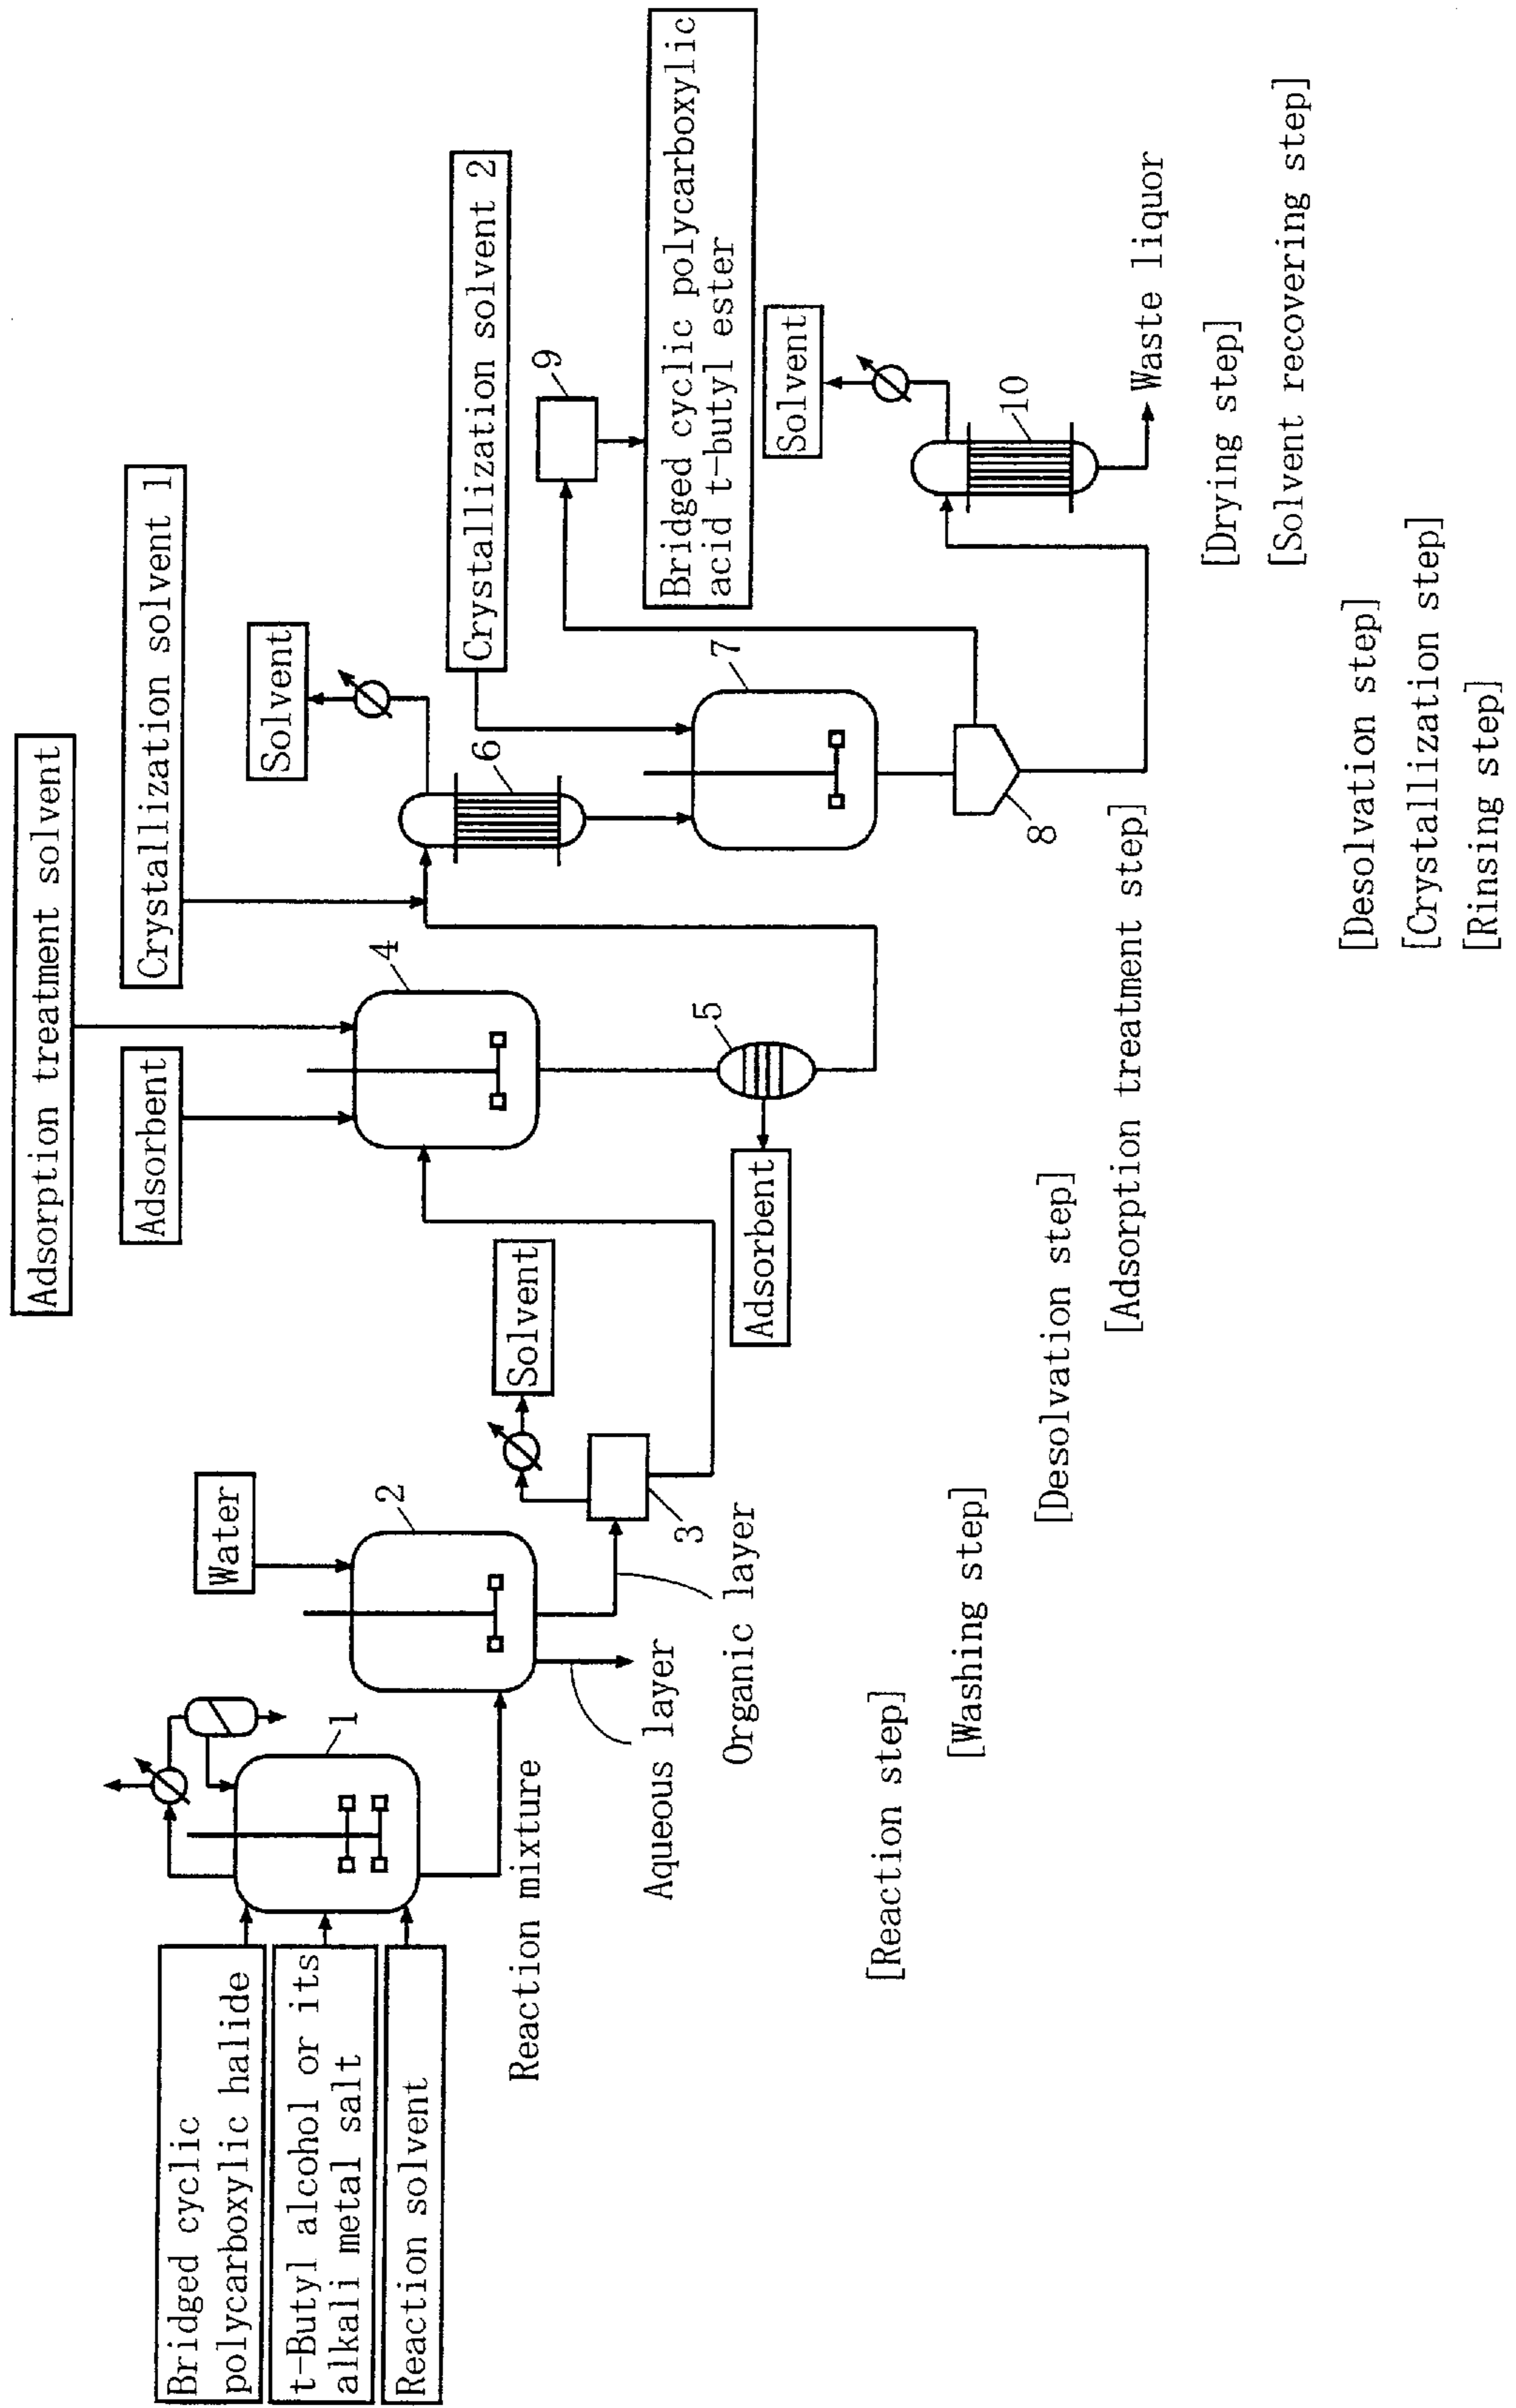 Adsorption treatment solvent
Adsorbent
Crystallization solvent 1
Water
Solvent
Crystallization solvent 2
Bridged cyclic
polycarboxylic halide
t-Butyl alcohol or its
alkali metal salt
Reaction solvent
1
2
4
6
9
Solvent
7
3
5
Reaction mixture
Aqueous layer
Organic layer
Adsorbent
8
Bridged cyclic polycarboxylic
acid t-butyl ester
Solvent
10
Waste liquor
[Reaction step]
[Washing step]
[Desolvation step]
[Adsorption treatment step]
[Drying step]
[Solvent recovering step]
[Desolvation step]
[Crystallization step]
[Rinsing step]